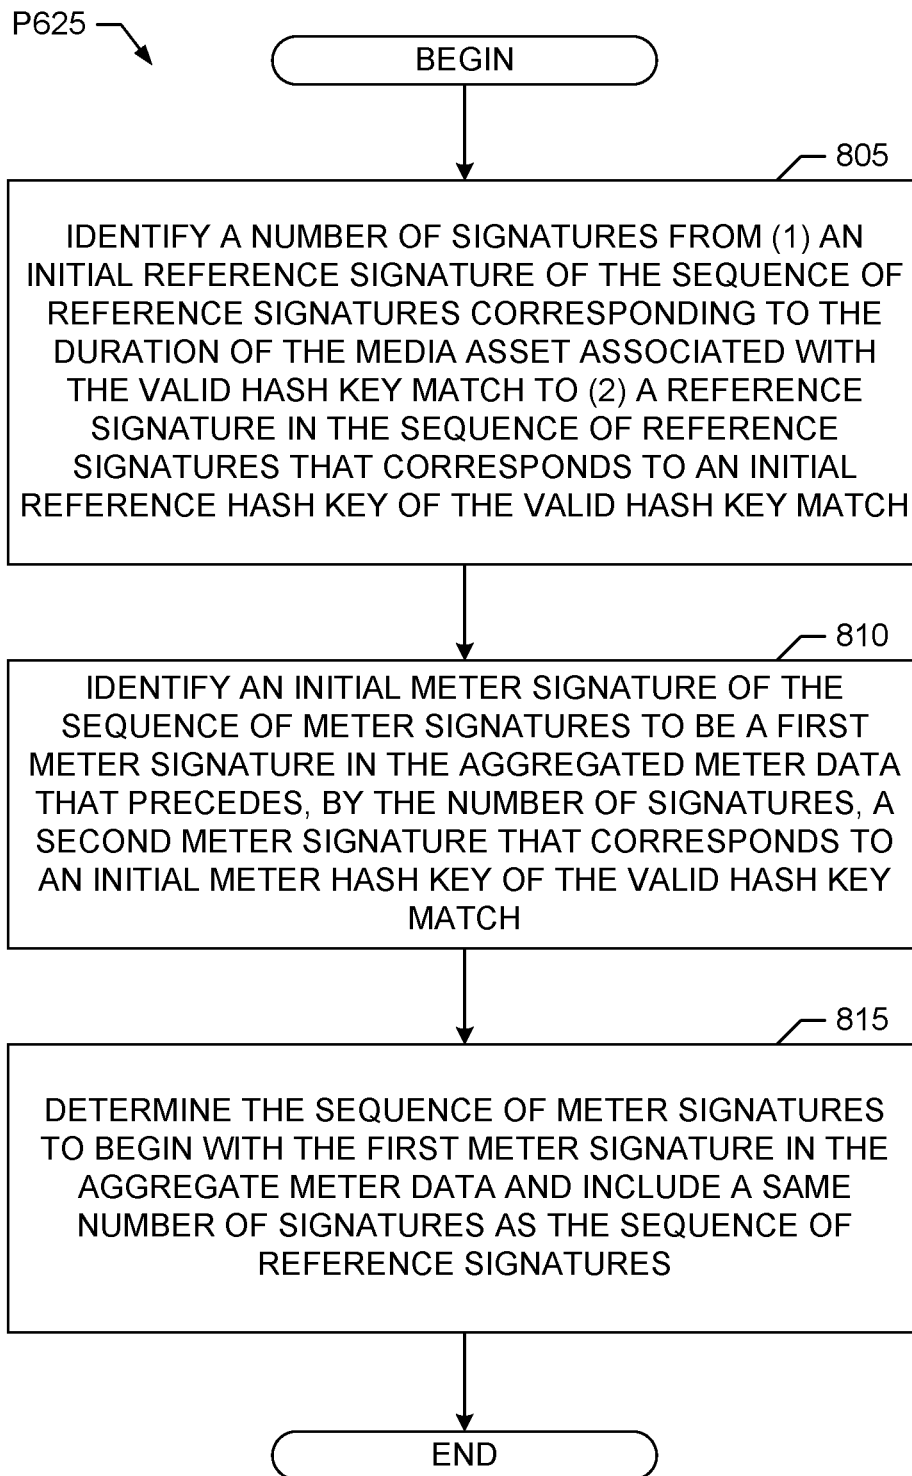 P625
BEGIN
805
IDENTIFY A NUMBER OF SIGNATURES FROM (1) AN
INITIAL REFERENCE SIGNATURE OF THE SEQUENCE OF
REFERENCE SIGNATURES CORRESPONDING TO THE
DURATION OF THE MEDIA ASSET ASSOCIATED WITH
THE VALID HASH KEY MATCH TO (2) A REFERENCE
SIGNATURE IN THE SEQUENCE OF REFERENCE
SIGNATURES THAT CORRESPONDS TO AN INITIAL
REFERENCE HASH KEY OF THE VALID HASH KEY MATCH
810
IDENTIFY AN INITIAL METER SIGNATURE OF THE
SEQUENCE OF METER SIGNATURES TO BE A FIRST
METER SIGNATURE IN THE AGGREGATED METER DATA
THAT PRECEDES, BY THE NUMBER OF SIGNATURES, A
SECOND METER SIGNATURE THAT CORRESPONDS TO
AN INITIAL METER HASH KEY OF THE VALID HASH KEY
MATCH
815
DETERMINE THE SEQUENCE OF METER SIGNATURES
TO BEGIN WITH THE FIRST METER SIGNATURE IN THE
AGGREGATE METER DATA AND INCLUDE A SAME
NUMBER OF SIGNATURES AS THE SEQUENCE OF
REFERENCE SIGNATURES
END